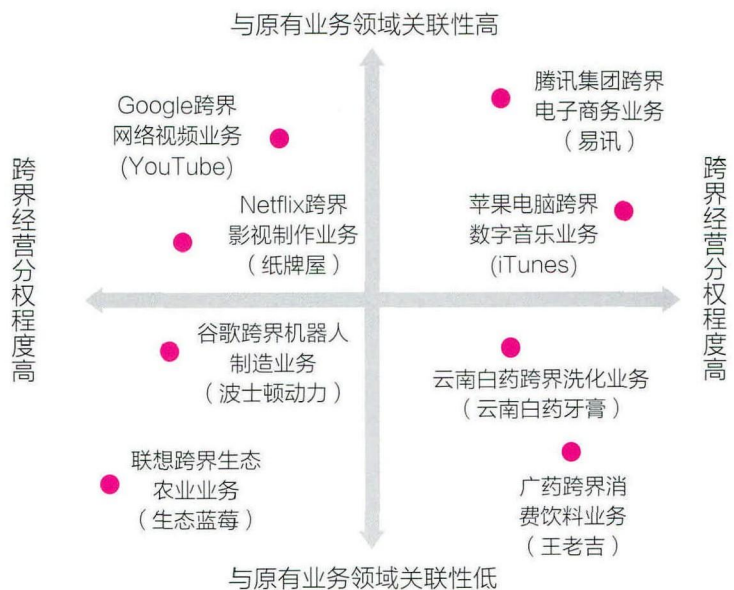 与原有业务领域关联性高
Google跨界
网络视频业务
(YouTube)
腾讯集团跨界
电子商务业务
（易讯）
跨界经营分权程度高
Netflix跨界
影视制作业务
（纸牌屋）
苹果电脑跨界
数字音乐业务
(iTunes)
跨界经营分权程度高
谷歌跨界机器人
制造业务
（波士顿动力）
云南白药跨界洗化业务
（云南白药牙膏）
联想跨界生态
农业业务
（生态蓝莓）
广药跨界消
费饮料业务
（王老吉）
与原有业务领域关联性低